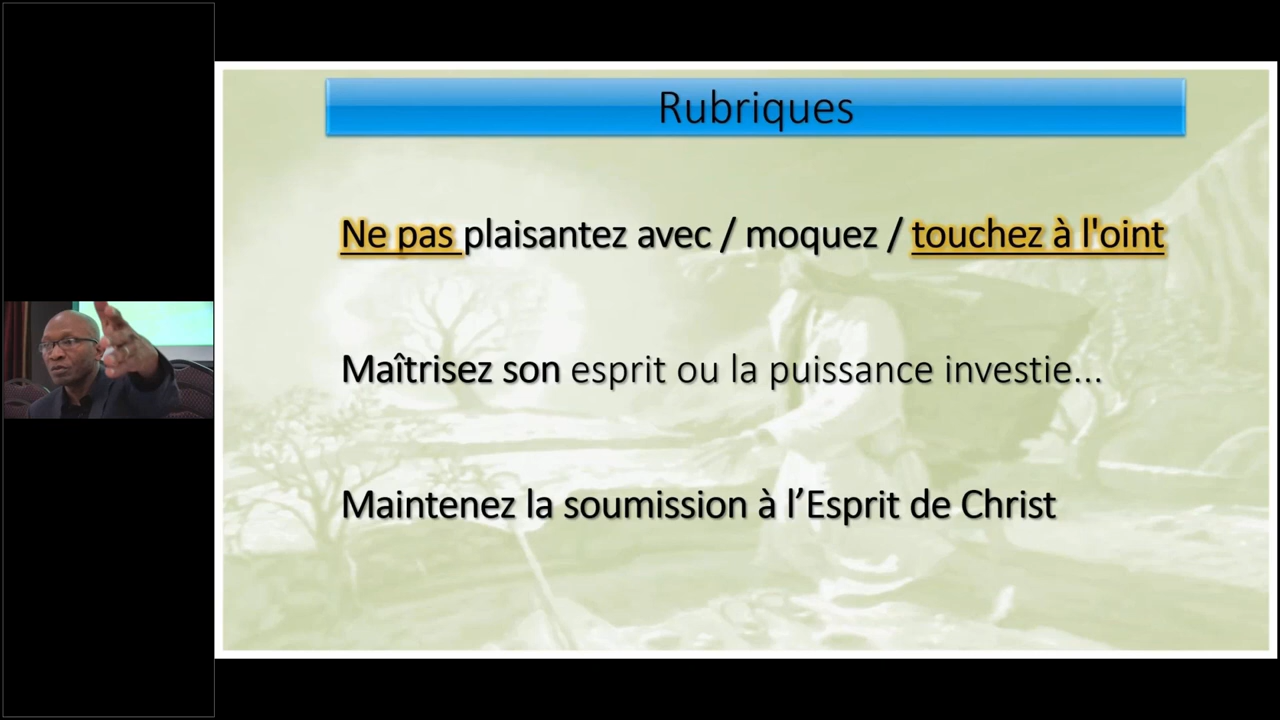 Rubriques
Ne pas plaisantez avec / moquez / touchez à l'oint
Maîtrisez son esprit ou la puissance investie...
Maintenez la soumission à l’Esprit de Christ